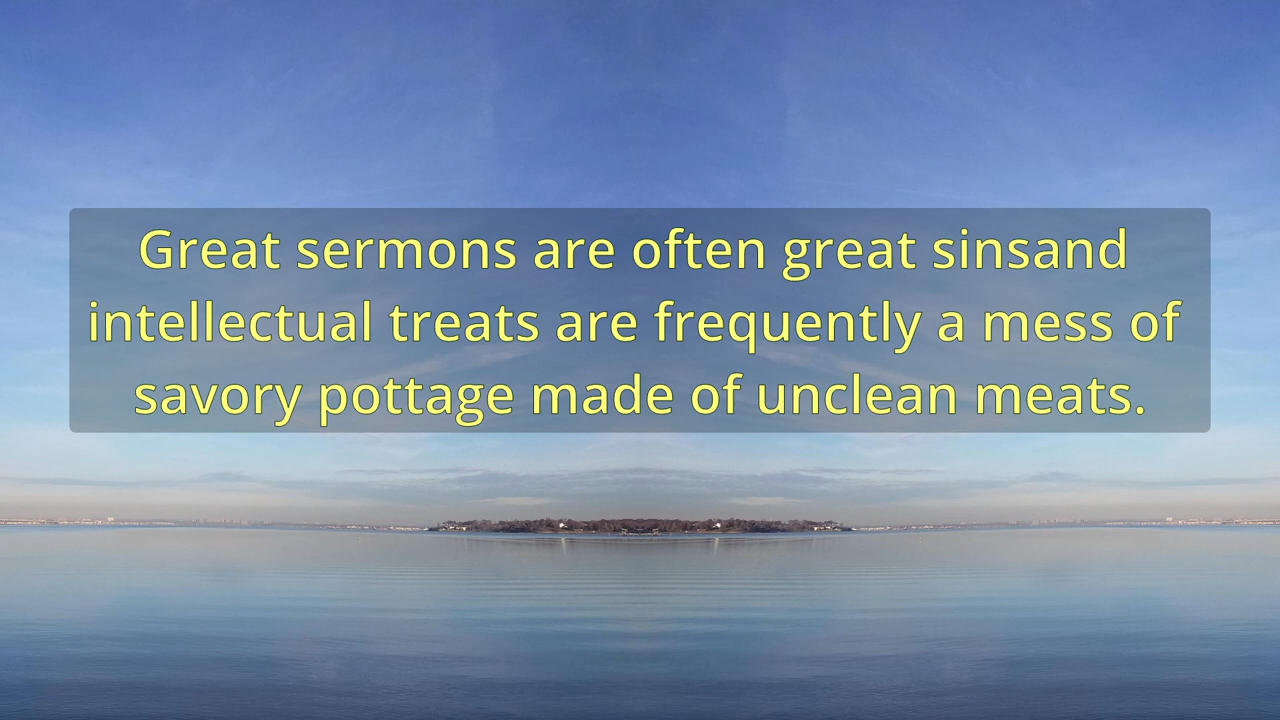 Great sermons are often great sinsand
intellectual treats are frequently a mess of
savory pottage made of unclean meats.